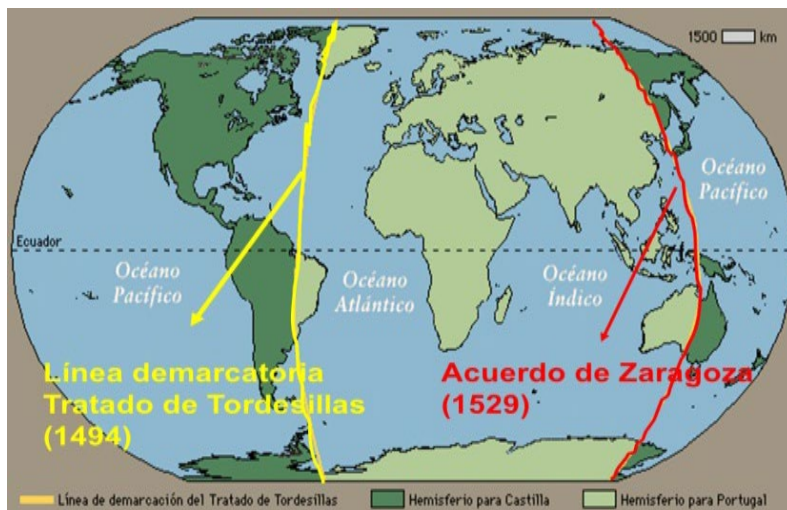 1500 km
Océano
Pacífico
Ecuador
Océano
Pacífico
Océano
Atlántico
Océano
Índico
Línea demarcatoria
Tratado de Tordesillas
(1494)
Acuerdo de Zaragoza
(1529)
Línea de demarcación del Tratado de Tordesillas
Hemisferio para Castilla
Hemisferio para Portugal